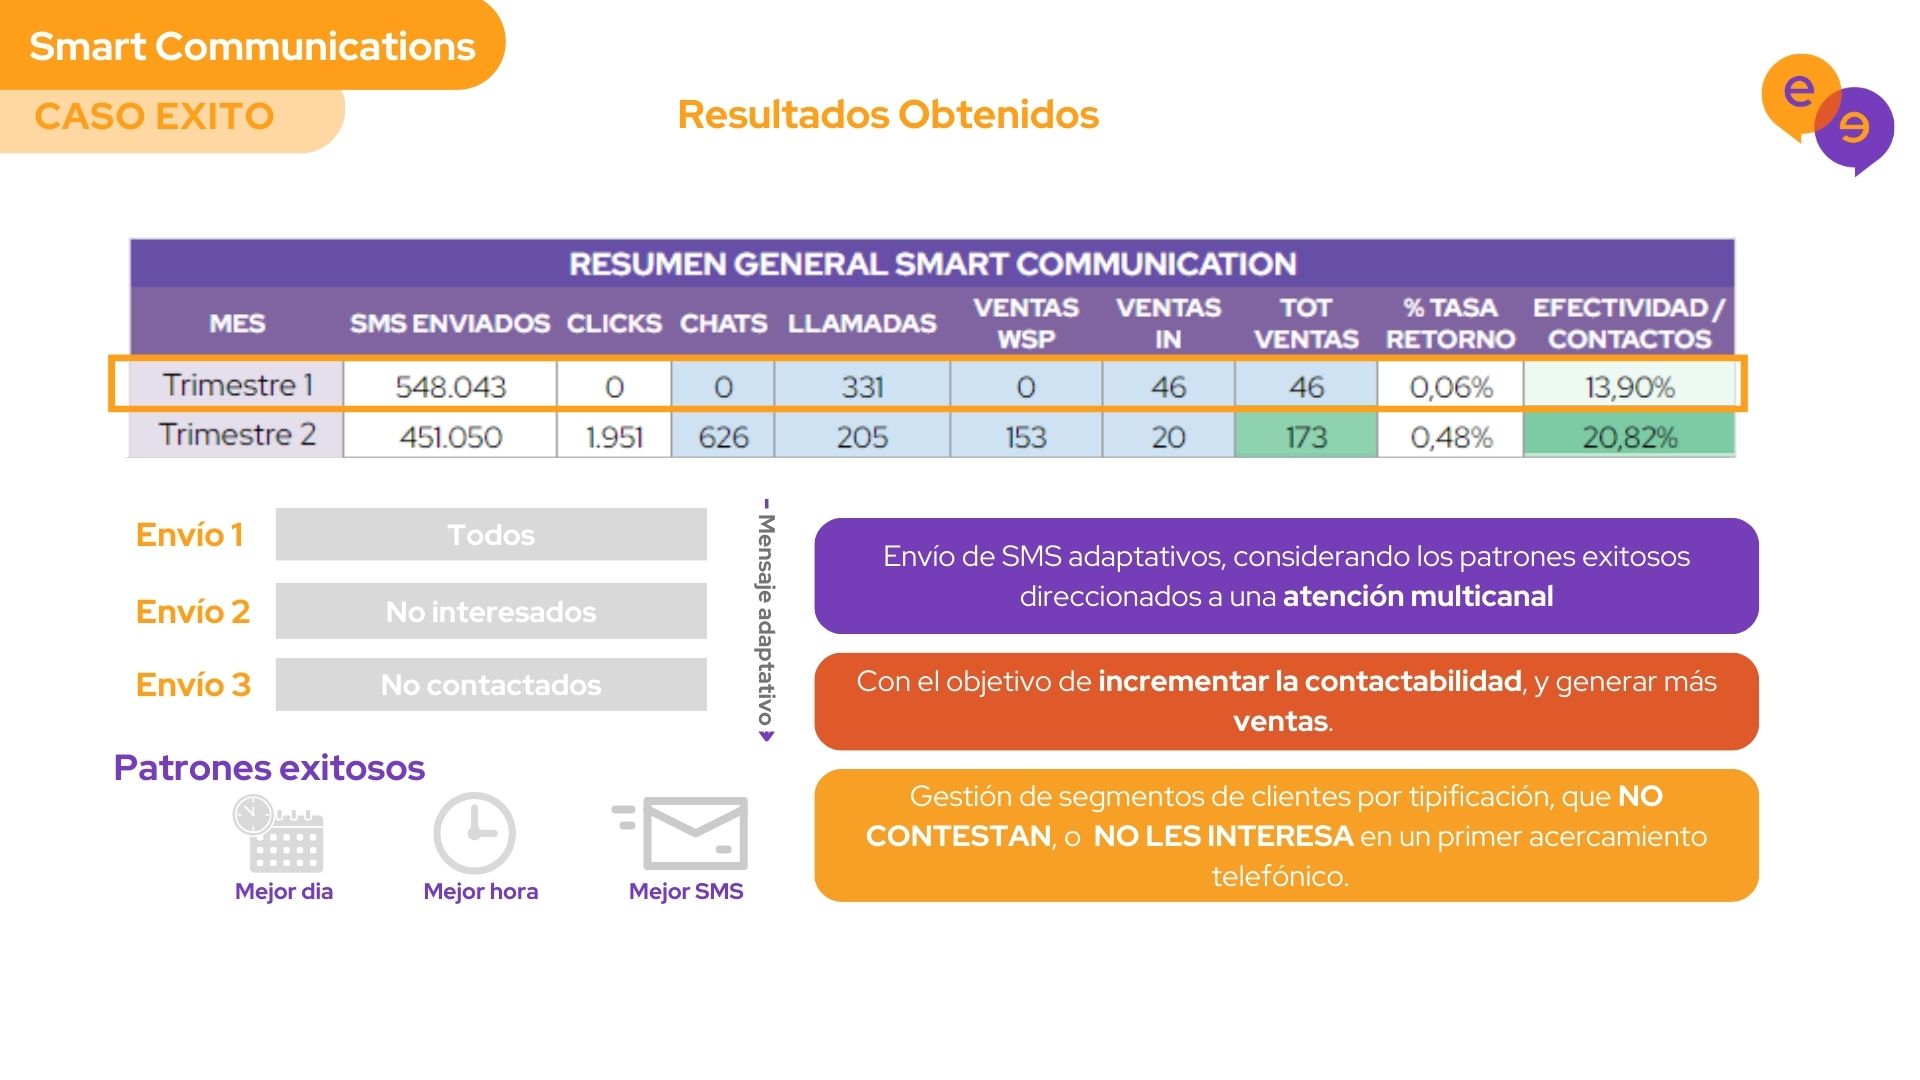 Smart Communications
CASO EXITO
Resultados Obtenidos
e
e
RESUMEN GENERAL SMART COMMUNICATION
MES SMS ENVIADOS CLICKS CHATS LLAMADAS VENTAS WSP VENTAS IN TOT VENTAS % TASA RETORNO EFECTIVIDAD / CONTACTOS
Trimestre 1 548.043 0 0 331 0 46 46 0,06% 13,90%
Trimestre 2 451.050 1.951 626 205 153 20 173 0,48% 20,82%
Envío 1 Todos
Envío 2 No interesados
Envío 3 No contactados
- Mensaje adaptativo
Patrones exitosos
Mejor dia
Mejor hora
Mejor SMS
Envío de SMS adaptativos, considerando los patrones exitosos
direccionados a una atención multicanal
Con el objetivo de incrementar la contactabilidad, y generar más
ventas.
Gestión de segmentos de clientes por tipificación, que NO
CONTESTAN, o NO LES INTERESA en un primer acercamiento
telefónico.